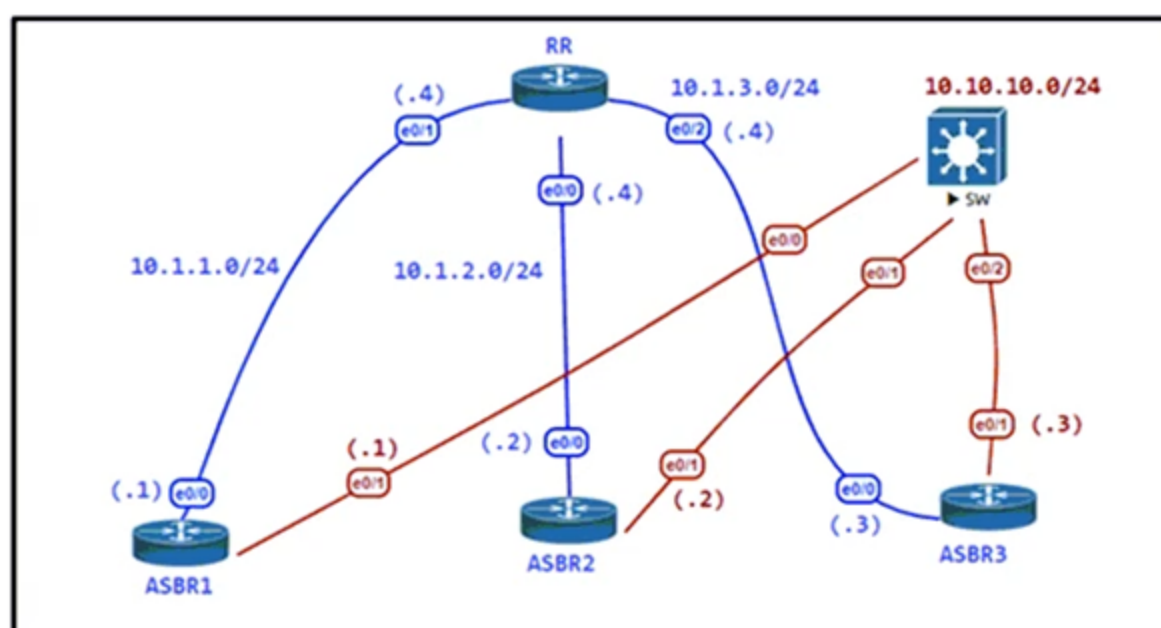 RR
10.1.3.0/24
10.10.10.0/24
(.4)
e0/1
e0/2
(.4)
e0/0
(.4)
SW
e0/0
10.1.1.0/24
10.1.2.0/24
e0/1
e0/2
e0/1
(.3)
(.1)
(.2)
e0/0
e0/1
e0/1
(.1)
e0/0
(.2)
e0/0
(.3)
ASBR1
ASBR2
ASBR3